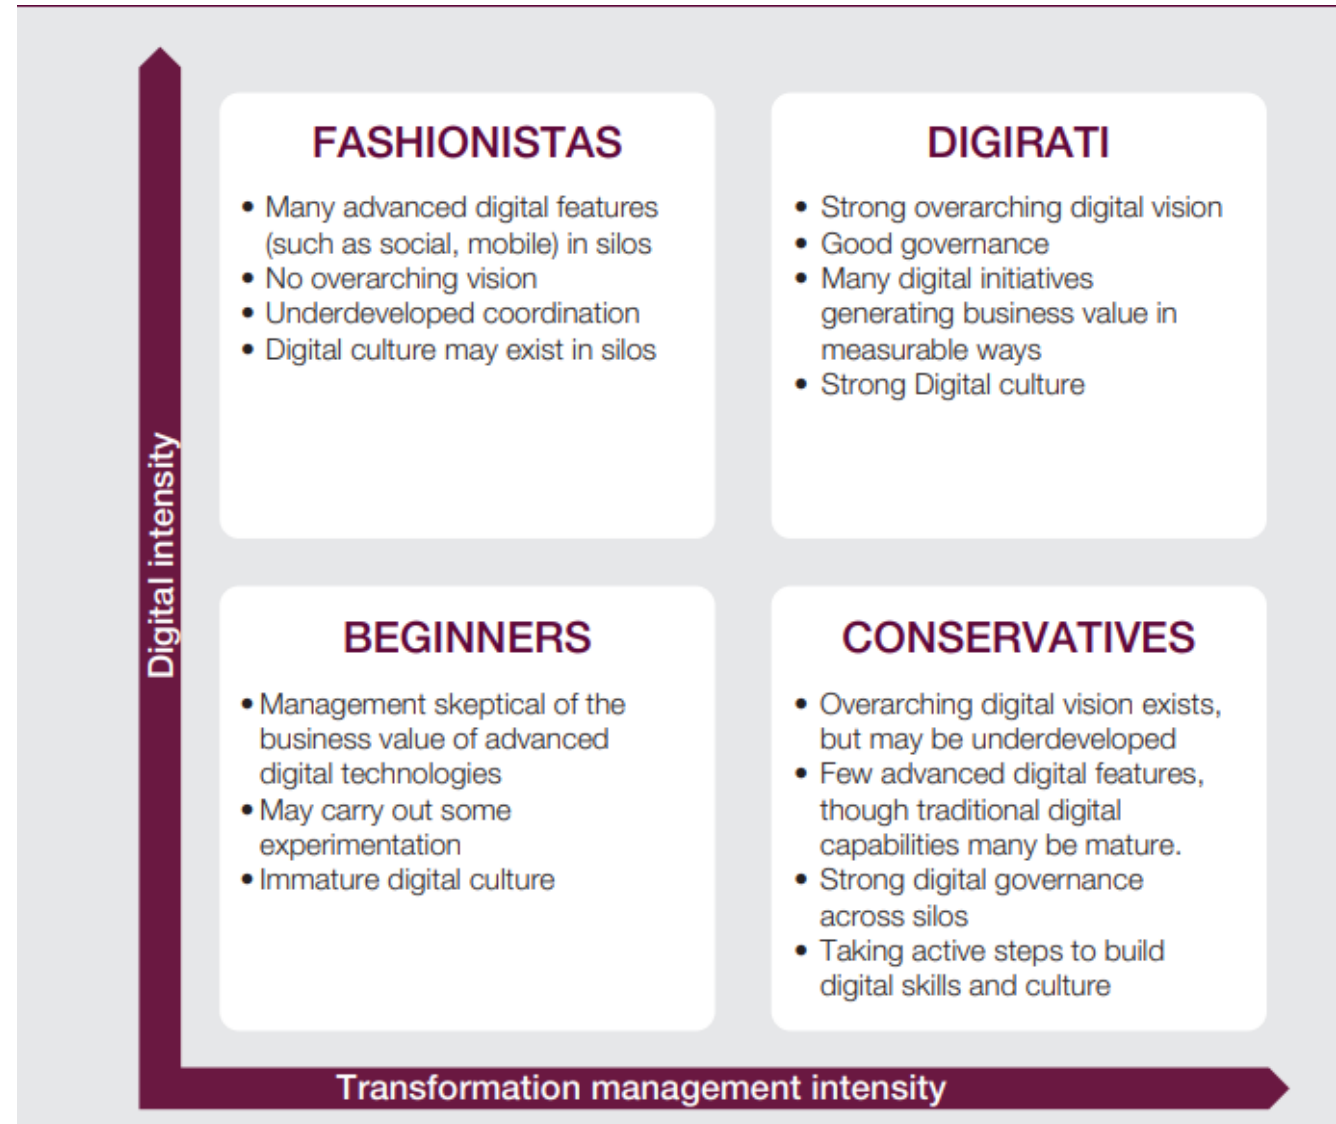 FASHIONISTAS
• Many advanced digital features
(such as social, mobile) in silos
• No overarching vision
• Underdeveloped coordination
• Digital culture may exist in silos
DIGIRATI
• Strong overarching digital vision
• Good governance
• Many digital initiatives
generating business value in
measurable ways
• Strong Digital culture
Digital intensity
BEGINNERS
• Management skeptical of the
business value of advanced
digital technologies
• May carry out some
experimentation
• Immature digital culture
CONSERVATIVES
• Overarching digital vision exists,
but may be underdeveloped
• Few advanced digital features,
though traditional digital
capabilities many be mature.
• Strong digital governance
across silos
• Taking active steps to build
digital skills and culture
Transformation management intensity